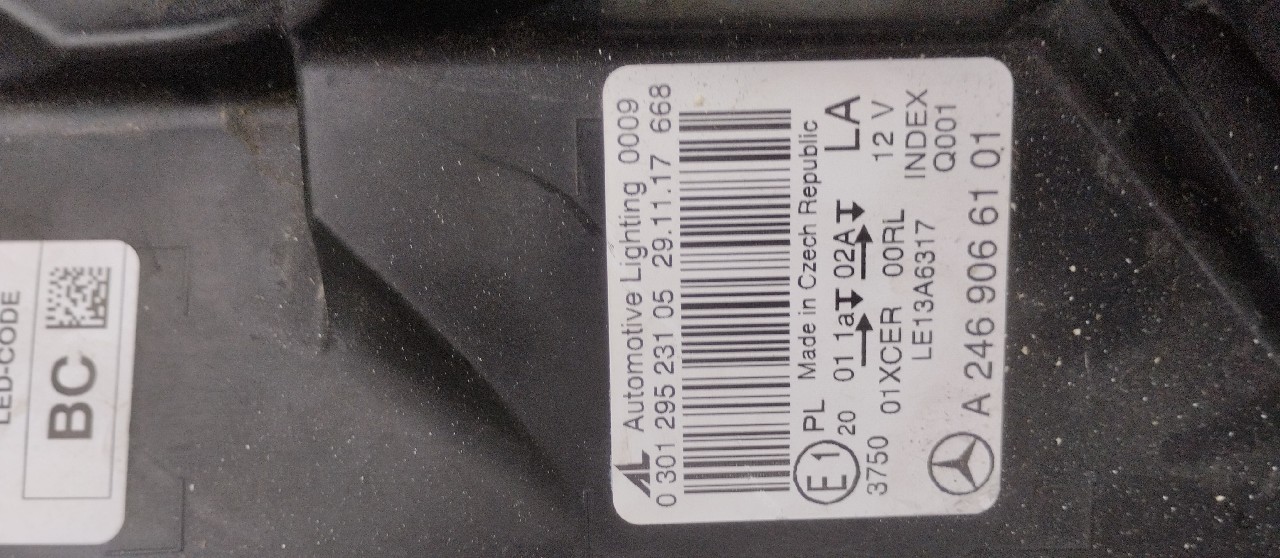 LED-CODE
BC
AL Automotive Lighting 0009
0 301 295 231 05 29.11.17 668
E1 PL Made in Czech Republic
20 01 1a 02A LA
3750 01XCER 00RL 12 V
LE13A6317 INDEX
Q001
A 246 906 61 01